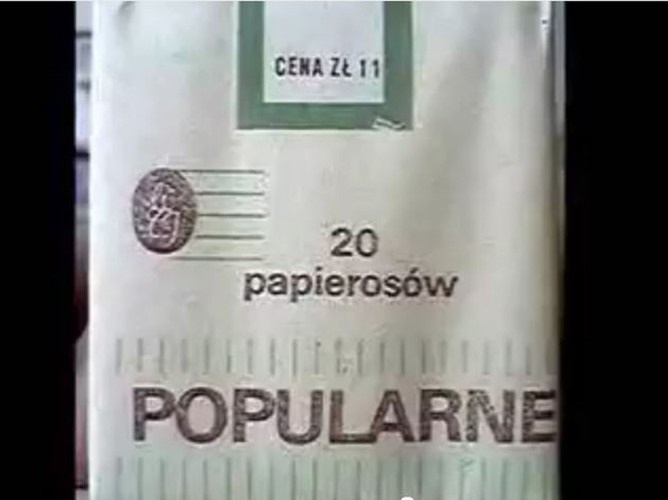 CENA ZŁ 11
20
papierosów
POPULARNE